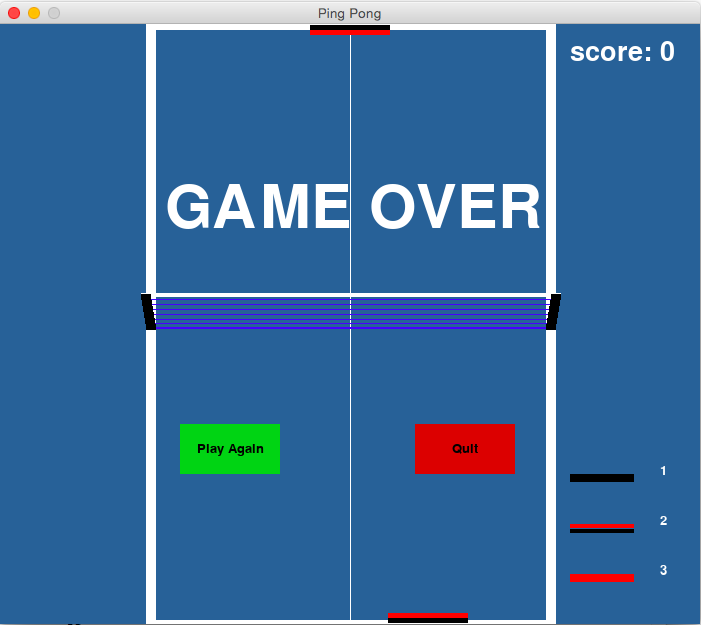 Ping Pong
score: 0
GAME OVER
Play Again
Quit
1
2
3